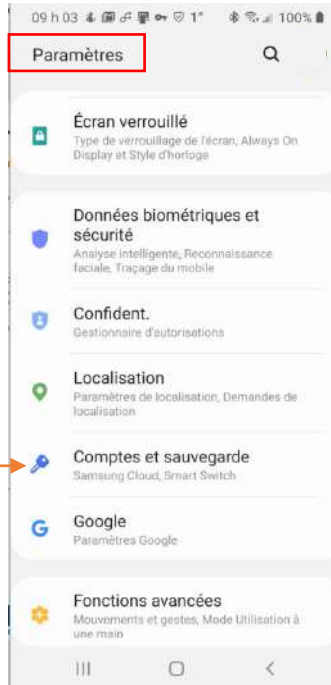 09 h 03 1° 100%
Paramètres
Écran verrouillé
Type de verrouillage de l'écran, Always On
Display et Style d'horloge
Données biométriques et
sécurité
Analyse intelligente, Reconnaissance
faciale, Traçage du mobile
Confident.
Gestionnaire d'autorisations
Localisation
Paramètres de localisation, Demandes de
localisation
Comptes et sauvegarde
Samsung Cloud, Smart Switch
Google
Paramètres Google
Fonctions avancées
Mouvements et gestes, Mode Utilisation à
une main